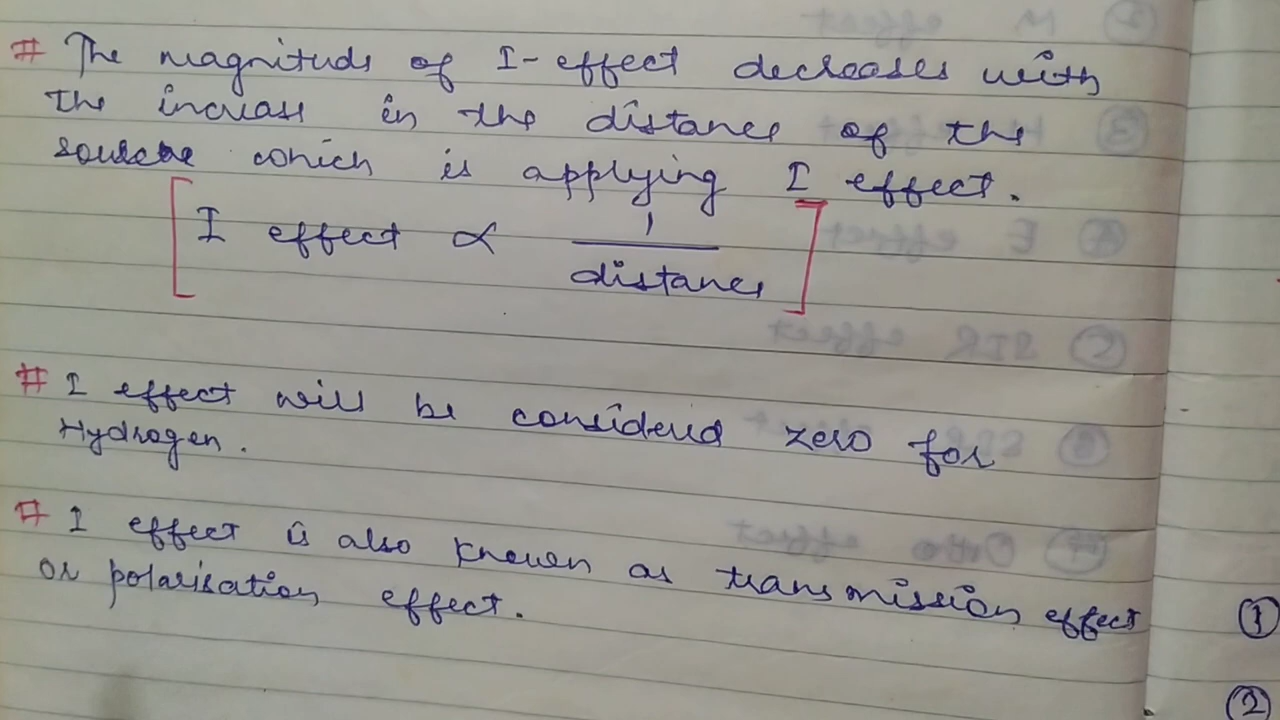 # The magnitude of I-effect decreases with
the increase in the distance of the
source which is applying I effect.
[ I effect ∝ 1 / distance ]
# I effect will be considered zero for
Hydrogen.
# I effect is also known as transmission effect
or polarisation effect.
①
②